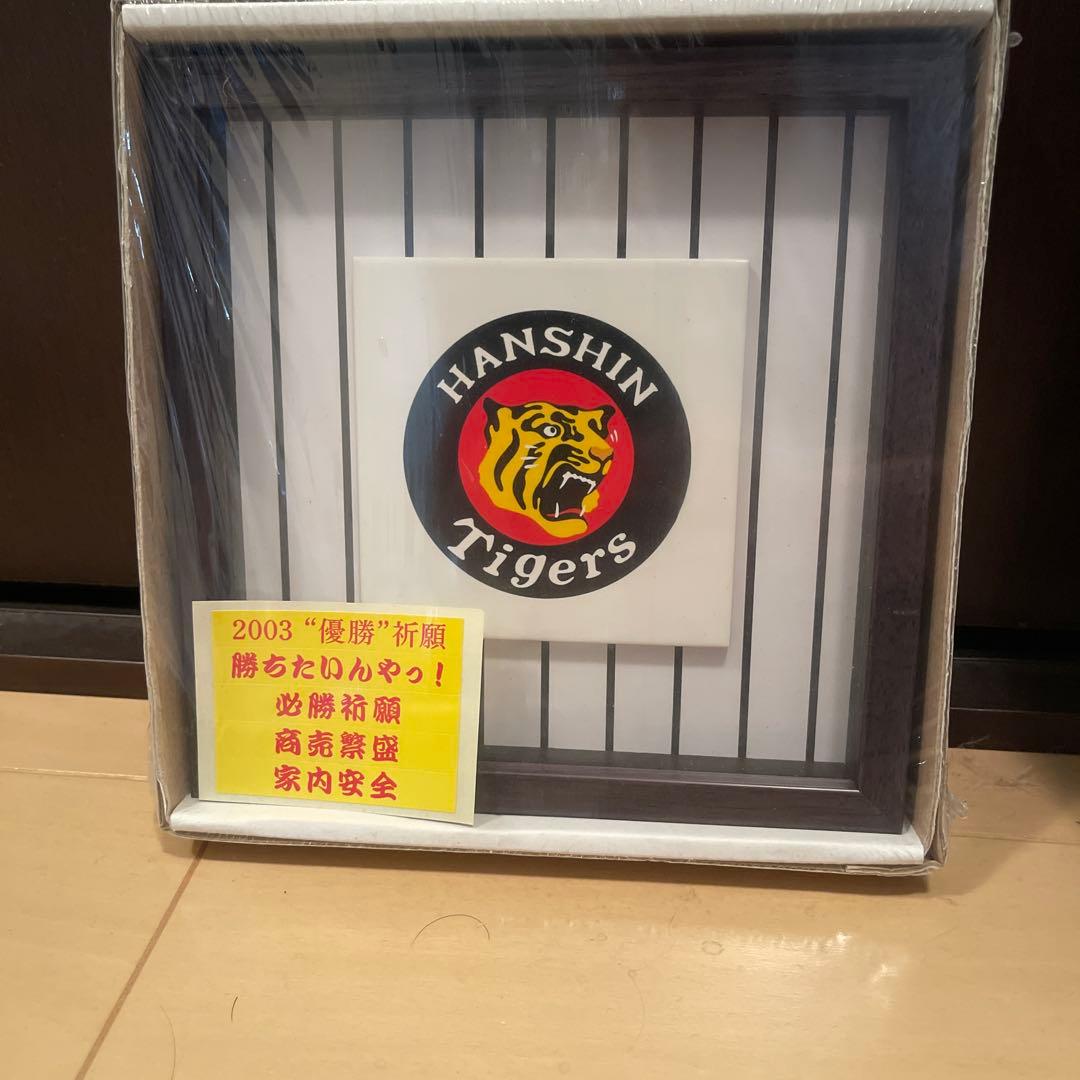 HANSHIN
Tigers
2003 “優勝”祈願
勝ちたいんやっ!
必勝祈願
商売繁盛
家内安全